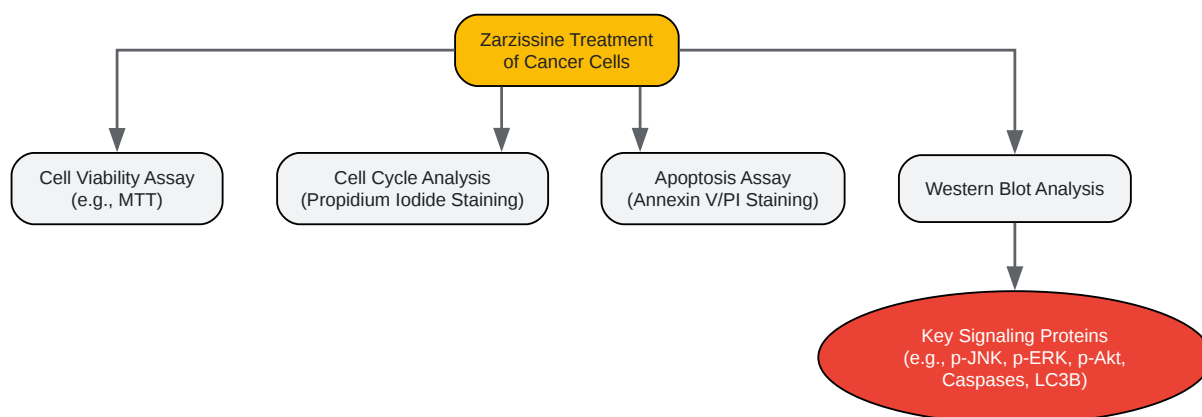 Zarzissine Treatment
of Cancer Cells
Cell Viability Assay
(e.g., MTT)
Cell Cycle Analysis
(Propidium Iodide Staining)
Apoptosis Assay
(Annexin V/PI Staining)
Western Blot Analysis
Key Signaling Proteins
(e.g., p-JNK, p-ERK, p-Akt,
Caspases, LC3B)